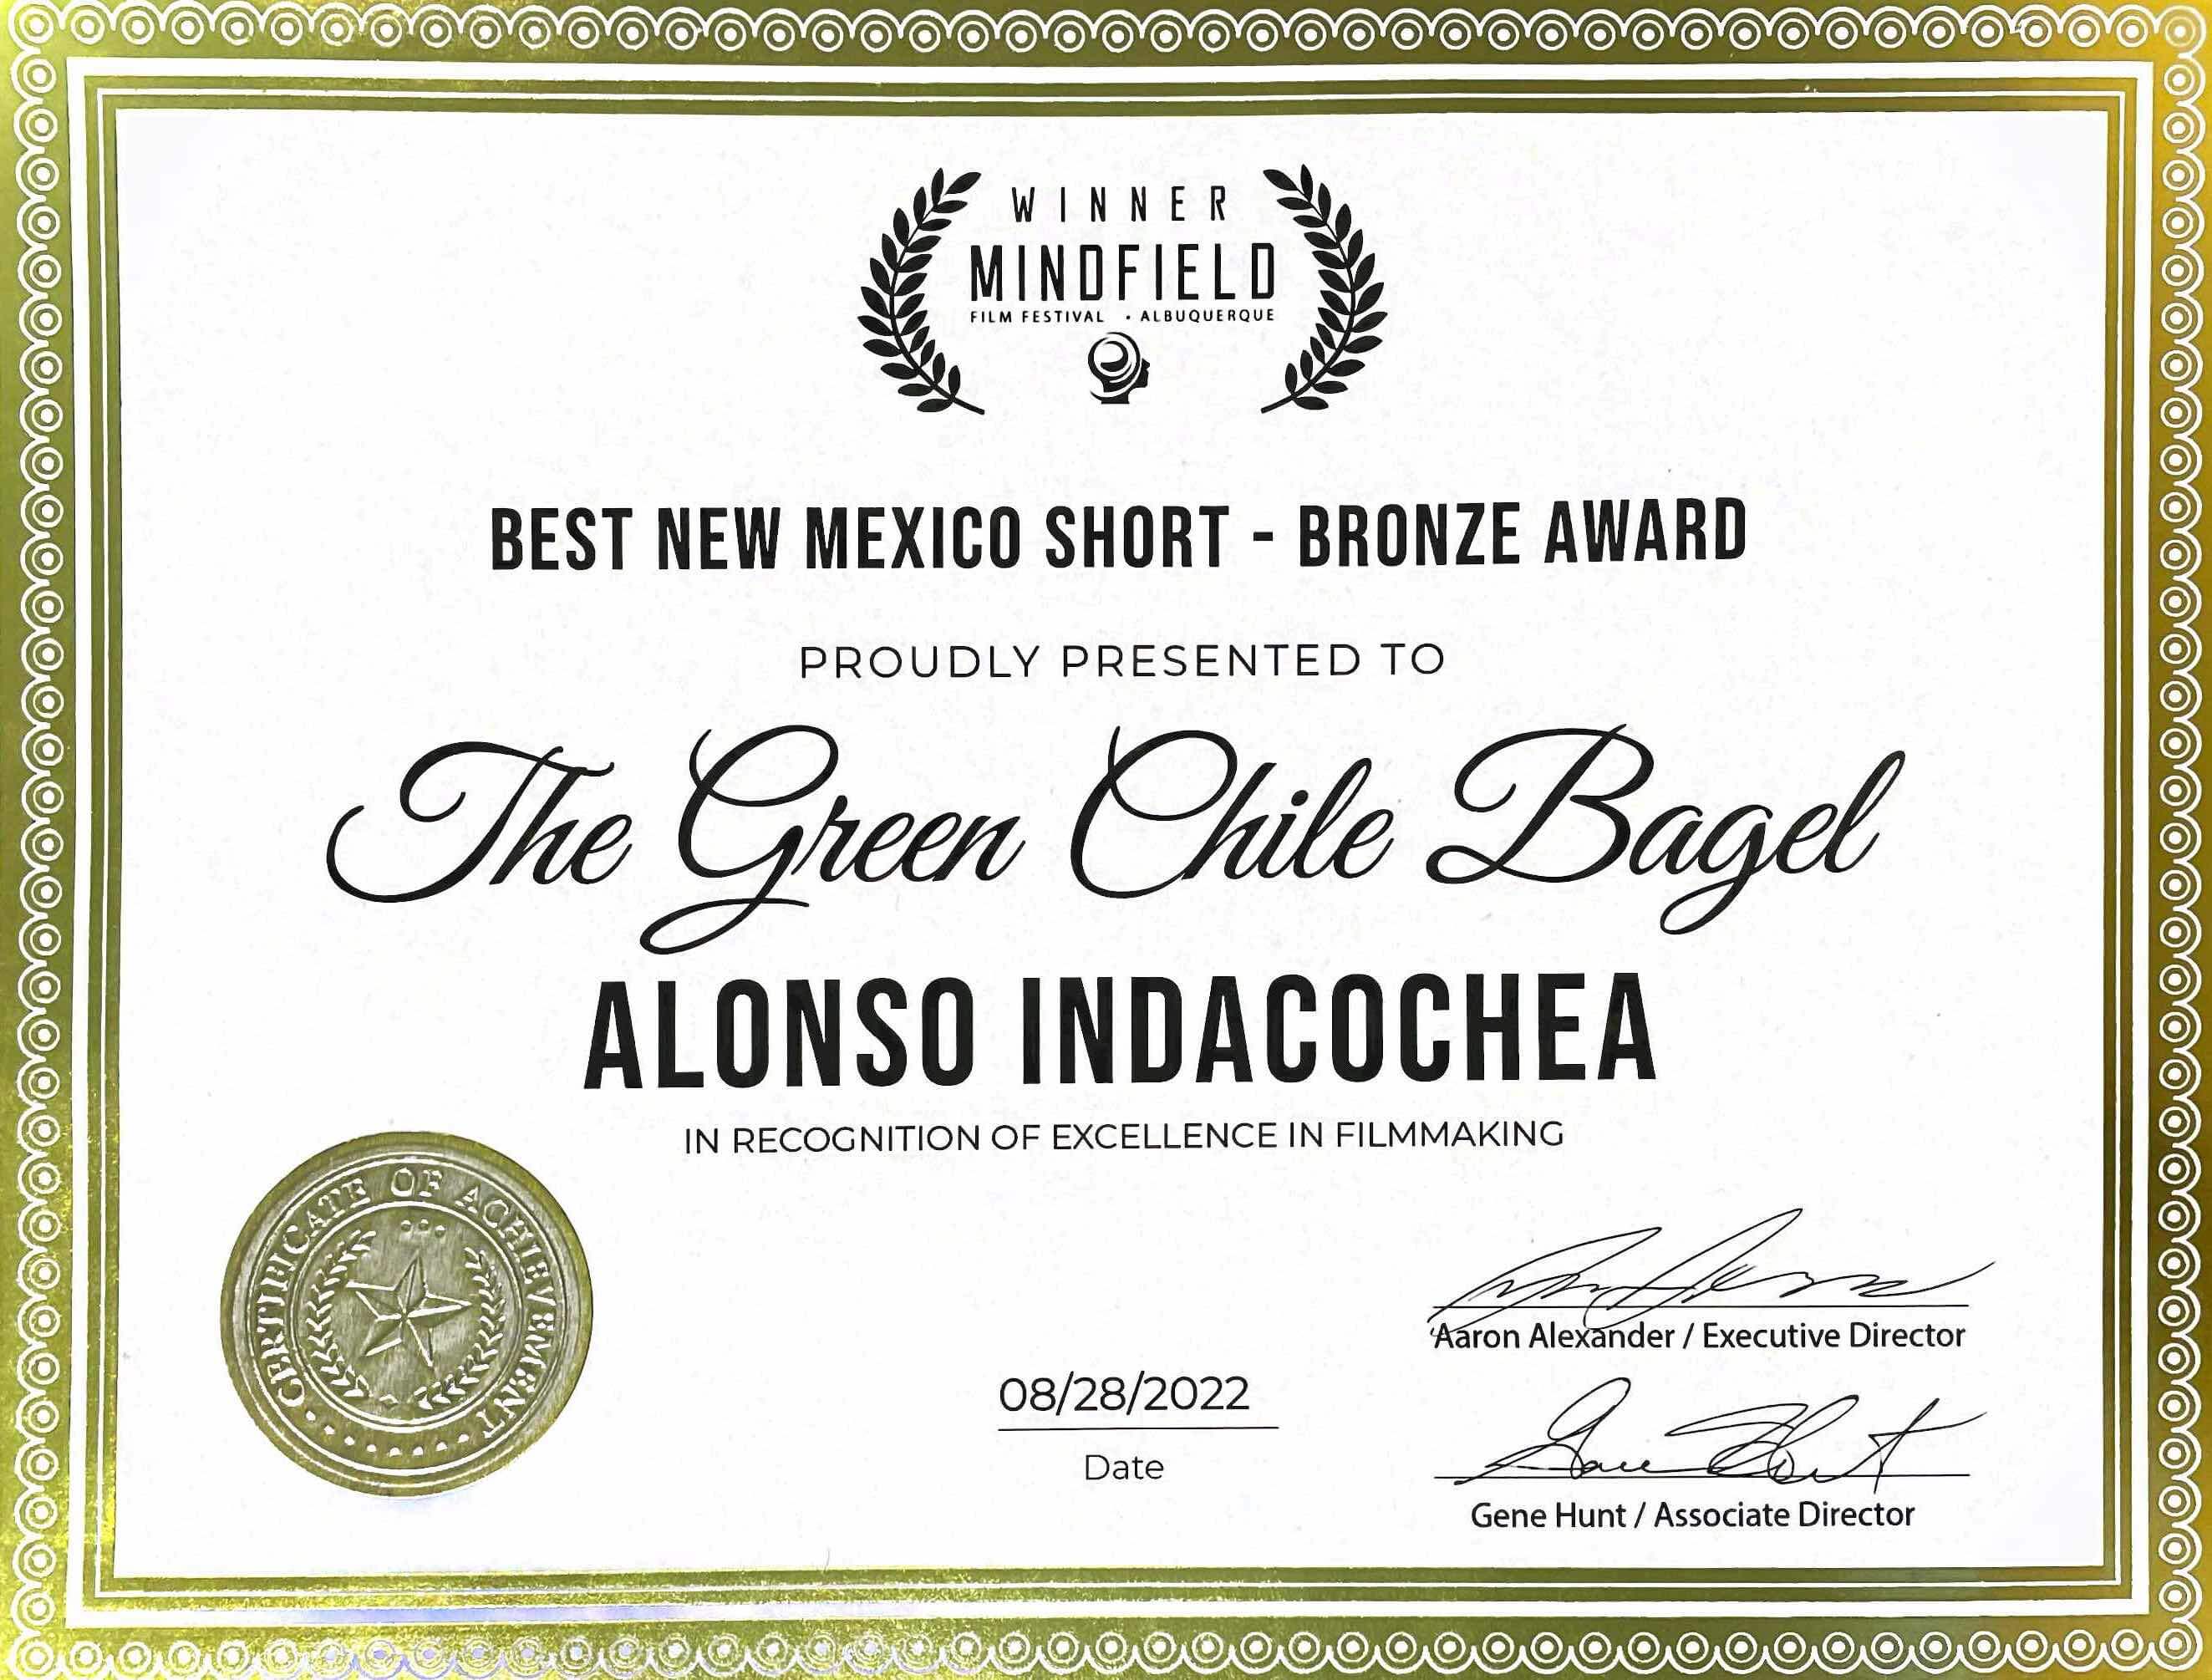 WINNER
MINDFIELD
FILM FESTIVAL • ALBUQUERQUE
BEST NEW MEXICO SHORT - BRONZE AWARD
PROUDLY PRESENTED TO
The Green Chile Bagel
ALONSO INDACOCHEA
IN RECOGNITION OF EXCELLENCE IN FILMMAKING
CERTIFICATE OF ACHIEVEMENT
Aaron Alexander / Executive Director
08/28/2022
Date
Gene Hunt
Gene Hunt / Associate Director